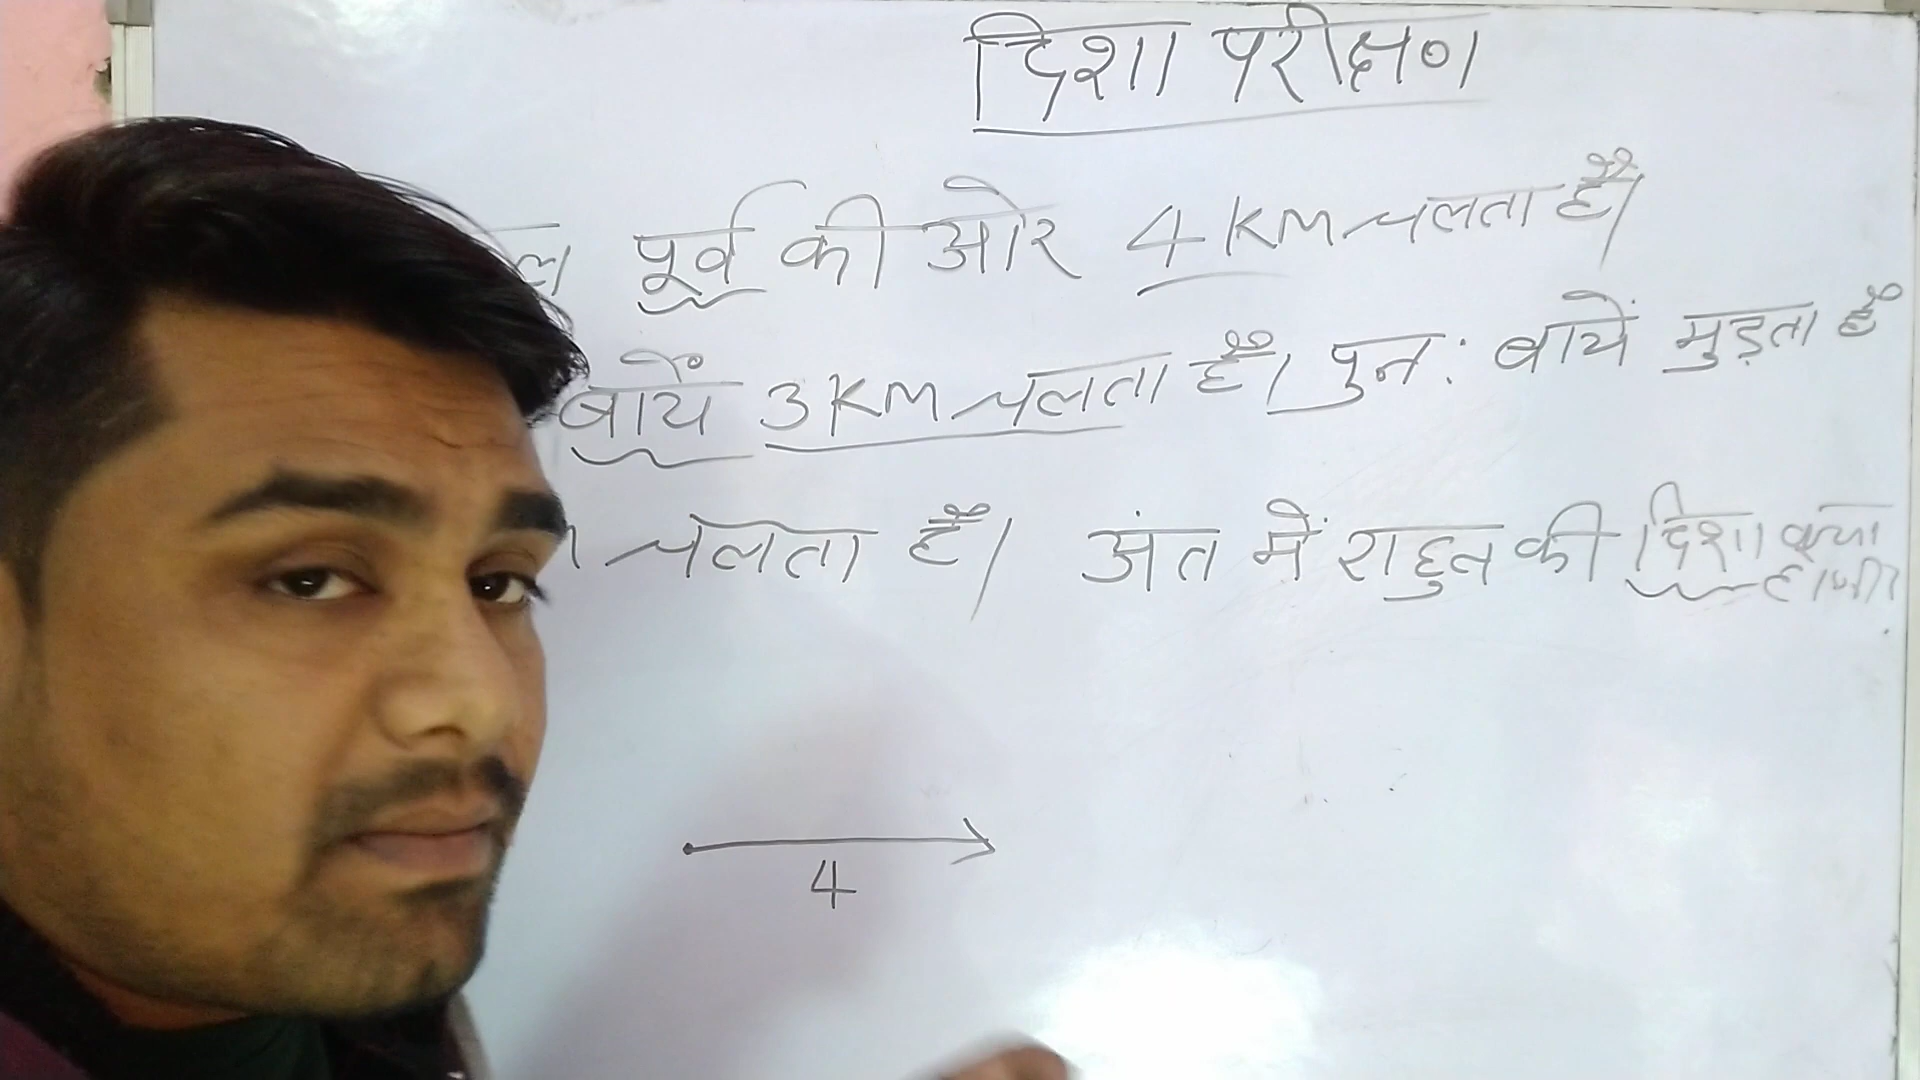 दिशा परीक्षण
ल पूर्व की ओर 4 KM चलता हैं।
बायें 3 KM चलता हैं। पुन: बायें मुड़ता हैं
चलता हैं। अंत में राहुल की दिशा क्या
होगी?
4